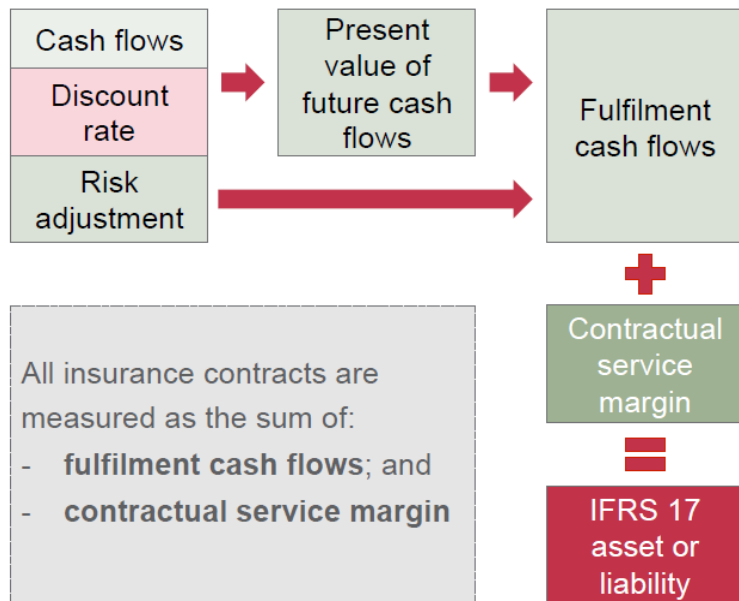 Cash flows
Discount
rate
Risk
adjustment
Present
value of
future cash
flows
Fulfilment
cash flows
Contractual
service
margin
IFRS 17
asset or
liability
All insurance contracts are
measured as the sum of:
- fulfilment cash flows; and
- contractual service margin